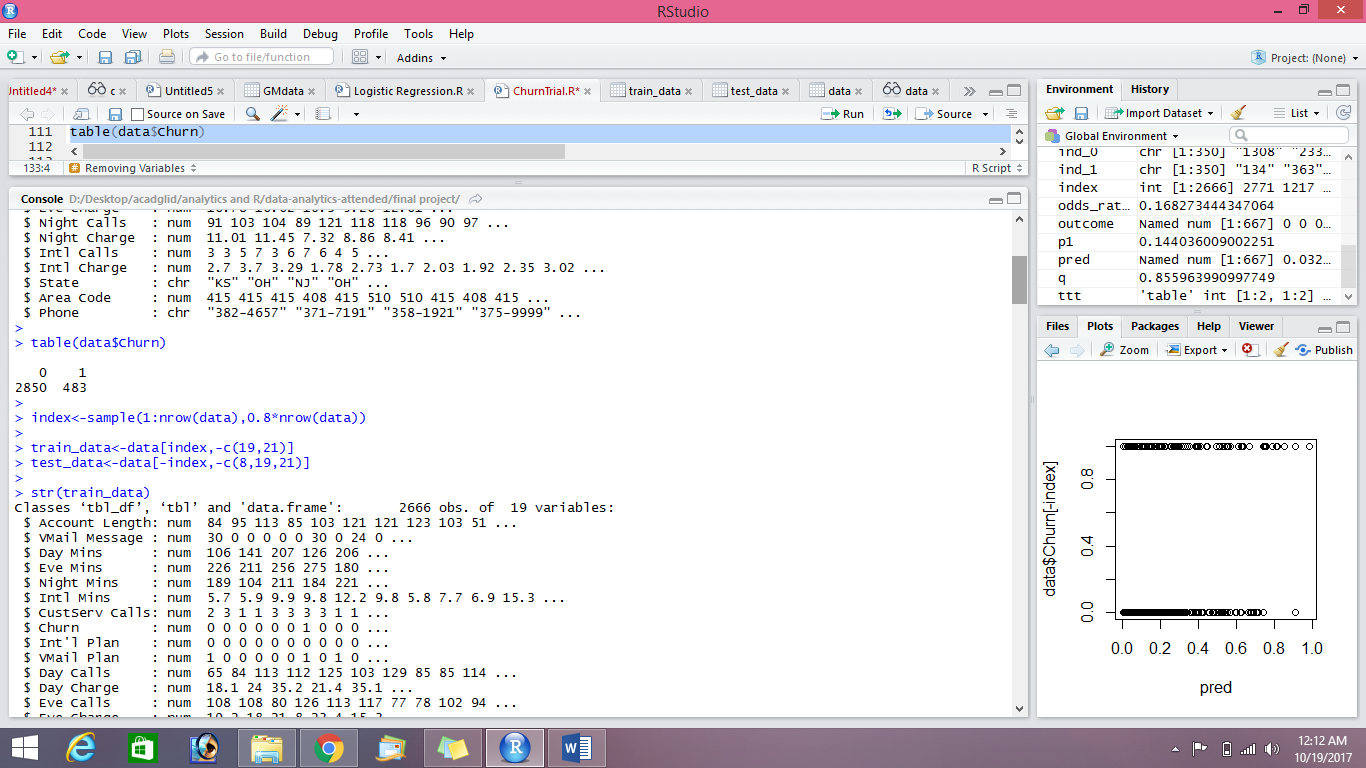 RStudio
File Edit Code View Plots Session Build Debug Profile Tools Help
Go to file/function
Addins
Project: (None)
Jntitled4* c Untitled5 GMdata Logistic Regression.R ChurnTrial.R* train_data test_data data data
Source on Save Run Source
111 table(data$Churn)
112
133:4 Removing Variables R Script
Console D:/Desktop/acadglid/analytics and R/data-analytics-attended/final project/
$ Night Calls : num 91 103 104 89 121 118 118 96 90 97 ...
$ Night Charge : num 11.01 11.45 7.32 8.86 8.41 ...
$ Intl Calls : num 3 3 5 7 3 6 7 6 4 5 ...
$ Intl Charge : num 2.7 3.7 3.29 1.78 2.73 1.7 2.03 1.92 2.35 3.02 ...
$ State : chr "KS" "OH" "NJ" "OH" ...
$ Area Code : num 415 415 415 408 415 510 510 415 408 415 ...
$ Phone : chr "382-4657" "371-7191" "358-1921" "375-9999" ...
>
> table(data$Churn)
0 1
2850 483
>
> index<-sample(1:nrow(data),0.8*nrow(data))
>
> train_data<-data[index,-c(19,21)]
> test_data<-data[-index,-c(8,19,21)]
>
> str(train_data)
Classes ‘tbl_df’, ‘tbl’ and 'data.frame': 2666 obs. of 19 variables:
$ Account Length: num 84 95 113 85 103 121 121 123 103 51 ...
$ VMail Message : num 30 0 0 0 0 0 30 0 24 0 ...
$ Day Mins : num 106 141 207 126 206 ...
$ Eve Mins : num 226 211 256 275 180 ...
$ Night Mins : num 189 104 211 184 221 ...
$ Intl Mins : num 5.7 5.9 9.9 9.8 12.2 9.8 5.8 7.7 6.9 15.3 ...
$ CustServ Calls: num 2 3 1 1 3 3 3 3 1 1 ...
$ Churn : num 0 0 0 0 0 0 1 0 0 0 ...
$ Int'l Plan : num 0 0 0 0 0 0 0 0 0 0 ...
$ VMail Plan : num 1 0 0 0 0 0 1 0 1 0 ...
$ Day Calls : num 65 84 113 112 125 103 129 85 85 114 ...
$ Day Charge : num 18.1 24 35.2 21.4 35.1 ...
$ Eve Calls : num 108 108 80 126 113 117 77 78 102 94 ...
Environment History
Import Dataset List
Global Environment
ind_0 chr [1:350] "1308" "233…
ind_1 chr [1:350] "134" "363"…
index int [1:2666] 2771 1217 …
odds_rat… 0.168273444347064
outcome Named num [1:667] 0 0 0…
p1 0.144036009002251
pred Named num [1:667] 0.032…
q 0.855963990997749
ttt 'table' int [1:2, 1:2] …
Files Plots Packages Help Viewer
Zoom Export Publish
data$Churn[-index]
0.0 0.4 0.8
0.0 0.2 0.4 0.6 0.8 1.0
pred
12:12 AM
10/19/2017